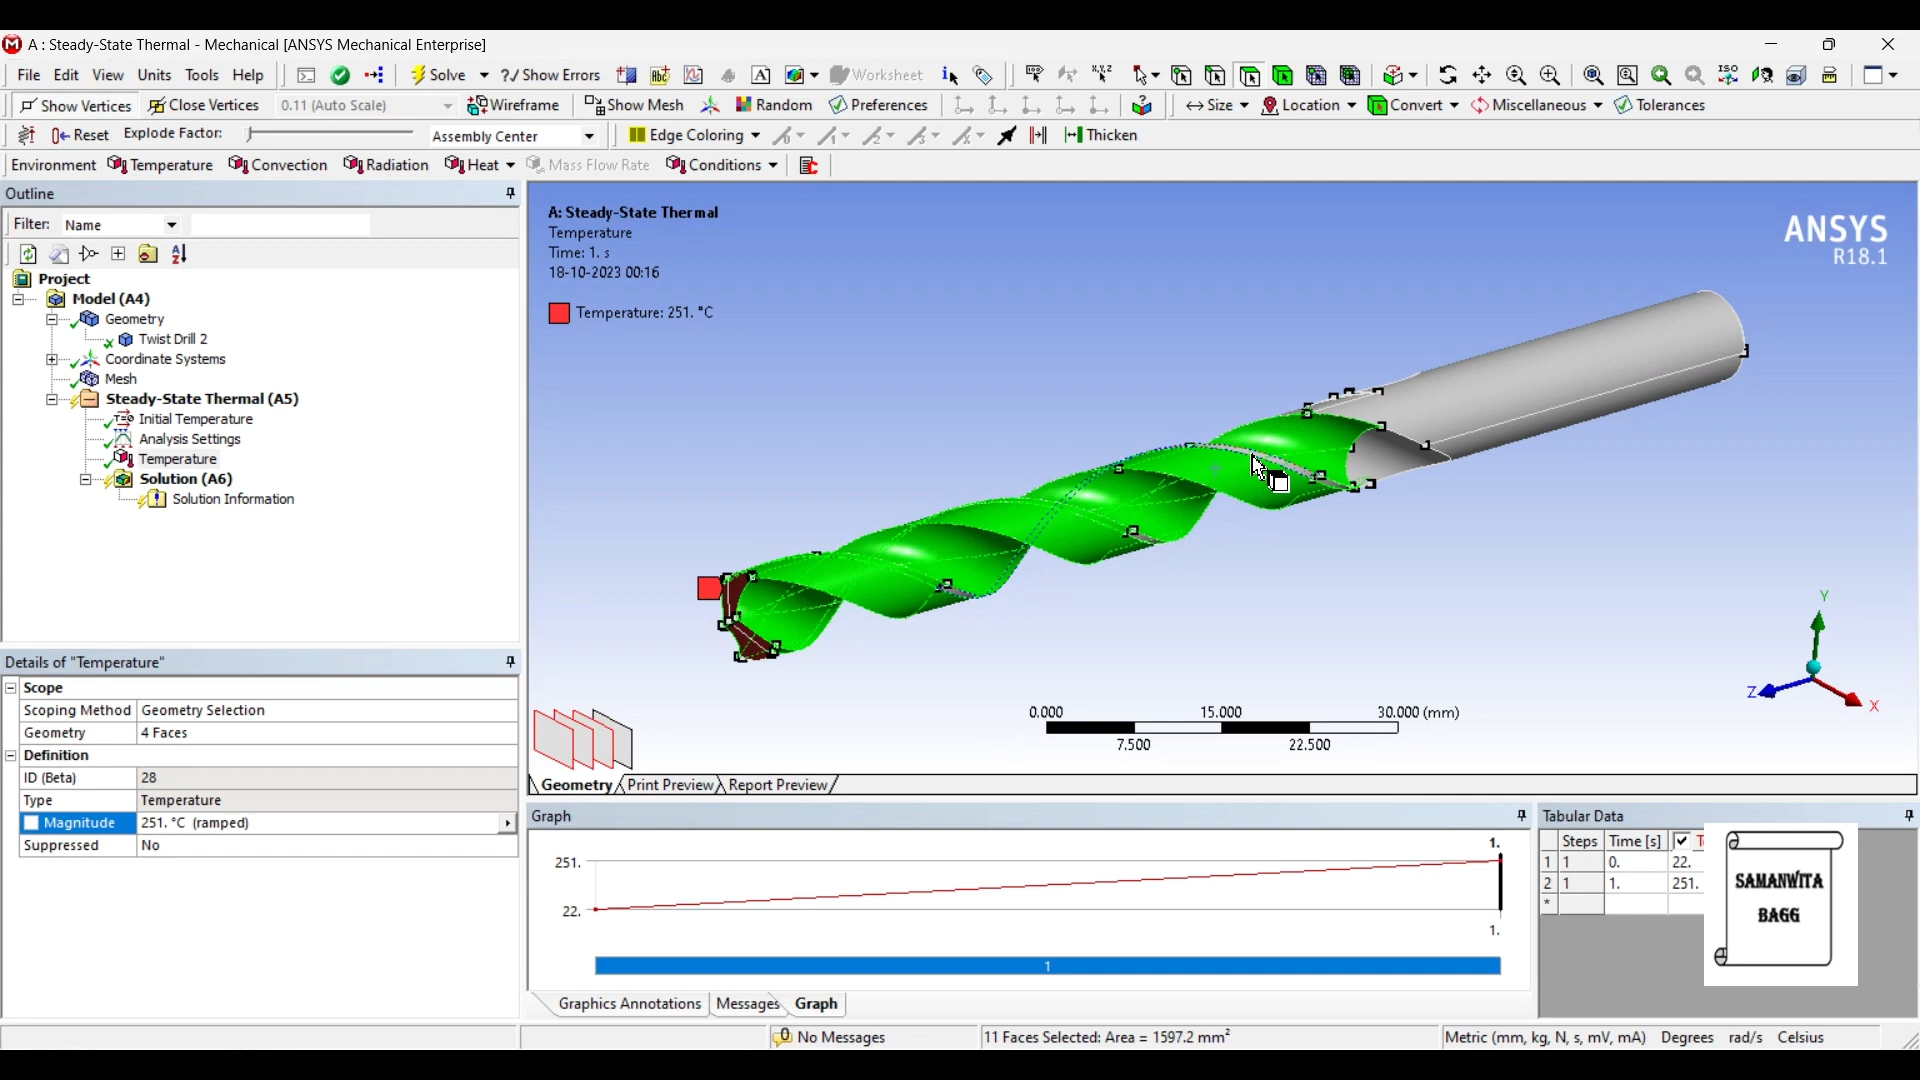 A : Steady-State Thermal - Mechanical [ANSYS Mechanical Enterprise]
File Edit View Units Tools Help Solve ?/ Show Errors Worksheet
Show Vertices Close Vertices 0.11 (Auto Scale) Wireframe Show Mesh Random Preferences Size Location Convert Miscellaneous Tolerances
Reset Explode Factor: Assembly Center Edge Coloring Thicken
Environment Temperature Convection Radiation Heat Mass Flow Rate Conditions
Outline
Filter: Name
Project
Model (A4)
Geometry
Twist Drill 2
Coordinate Systems
Mesh
Steady-State Thermal (A5)
Initial Temperature
Analysis Settings
Temperature
Solution (A6)
Solution Information
A: Steady-State Thermal
Temperature
Time: 1. s
18-10-2023 00:16
Temperature: 251. °C
ANSYS
R18.1
Y
Z
X
0.000 15.000 30.000 (mm)
7.500 22.500
Geometry Print Preview Report Preview
Details of "Temperature"
Scope
Scoping Method Geometry Selection
Geometry 4 Faces
Definition
ID (Beta) 28
Type Temperature
Magnitude 251. °C (ramped)
Suppressed No
Graph
1.
251.
22.
1.
1
Graphics Annotations Messages Graph
Tabular Data
Steps Time [s]
1 1 0. 22.
2 1 1. 251.
*
SAMANWITA
BAGG
No Messages 11 Faces Selected: Area = 1597.2 mm² Metric (mm, kg, N, s, mV, mA) Degrees rad/s Celsius